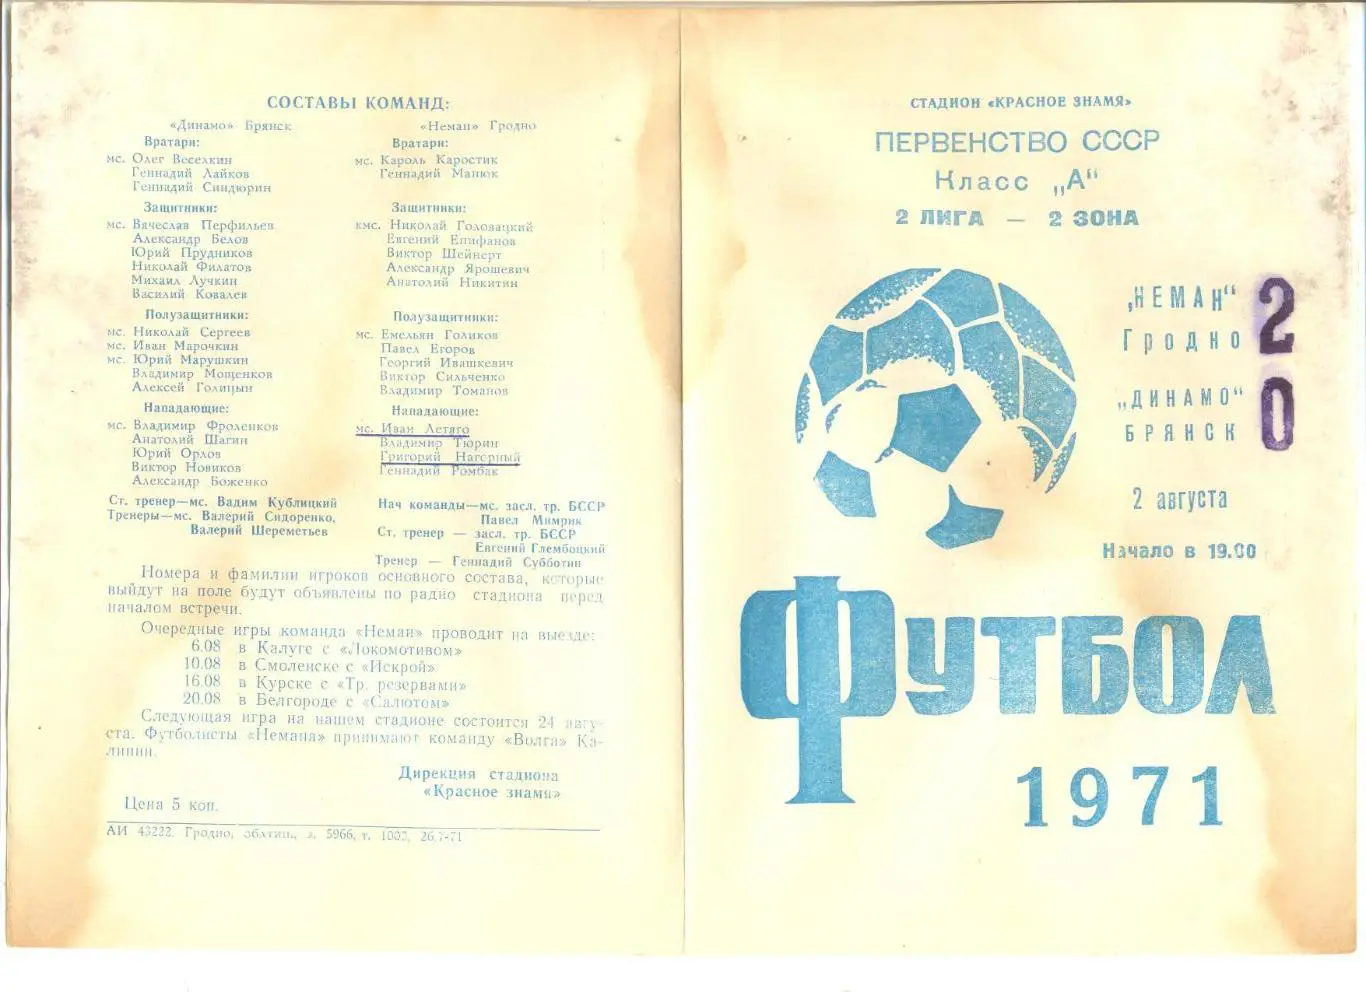 СОСТАВЫ КОМАНД:
«Динамо» Брянск
Вратари:
мс. Олег Веселкин
Геннадий Лайков
Геннадий Синдюрин
Защитники:
мс. Вячеслав Перфильев
Александр Белов
Юрий Прудников
Николай Филатов
Михаил Лучкин
Василий Ковалев
Полузащитники:
мс. Николай Сергеев
мс. Иван Марочкин
мс. Юрий Марушкин
Владимир Мощенков
Алексей Голицын
Нападающие:
мс. Владимир Фроленков
Анатолий Шагин
Юрий Орлов
Виктор Новиков
Александр Боженко
Ст. тренер—мс. Вадим Кублицкий
Тренеры—мс. Валерий Сидоренко,
Валерий Шереметьев
«Неман» Гродно
Вратари:
мс. Кароль Каростик
Геннадий Манюк
Защитники:
кмс. Николай Головацкий
Евгений Епифанов
Виктор Шейнерт
Александр Ярошевич
Анатолий Никитин
Полузащитники:
мс. Емельян Голиков
Павел Егоров
Георгий Ивашкевич
Виктор Сильченко
Владимир Томанов
Нападающие:
мс. Иван Летяго
Владимир Тюрин
Григорий Нагорный
Геннадий Ромбак
Нач команды—мс. засл. тр. БССР
Павел Мимрик
Ст. тренер — засл. тр. БССР
Евгений Глембоцкий
Тренер — Геннадий Субботин
Номера и фамилии игроков основного состава, которые
выйдут на поле будут объявлены по радио стадиона перед
началом встречи.
Очередные игры команда «Неман» проводит на выезде:
6.08 в Калуге с «Локомотивом»
10.08 в Смоленске с «Искрой»
16.08 в Курске с «Тр. резервами»
20.08 в Белгороде с «Салютом»
Следующая игра на нашем стадионе состоится 24 авгу-
ста. Футболисты «Немана» принимают команду «Волга» Ка-
линин.
Дирекция стадиона
«Красное знамя»
Цена 5 коп.
АИ 43222. Гродно, облтип., з. 5966, т. 1000, 26.7-71
СТАДИОН «КРАСНОЕ ЗНАМЯ»
ПЕРВЕНСТВО СССР
Класс „А“
2 ЛИГА — 2 ЗОНА
„НЕМАН“ 2
Гродно
„ДИНАМО“ 0
БРЯНСК
2 августа
Начало в 19.00
ФУТБОЛ
1971